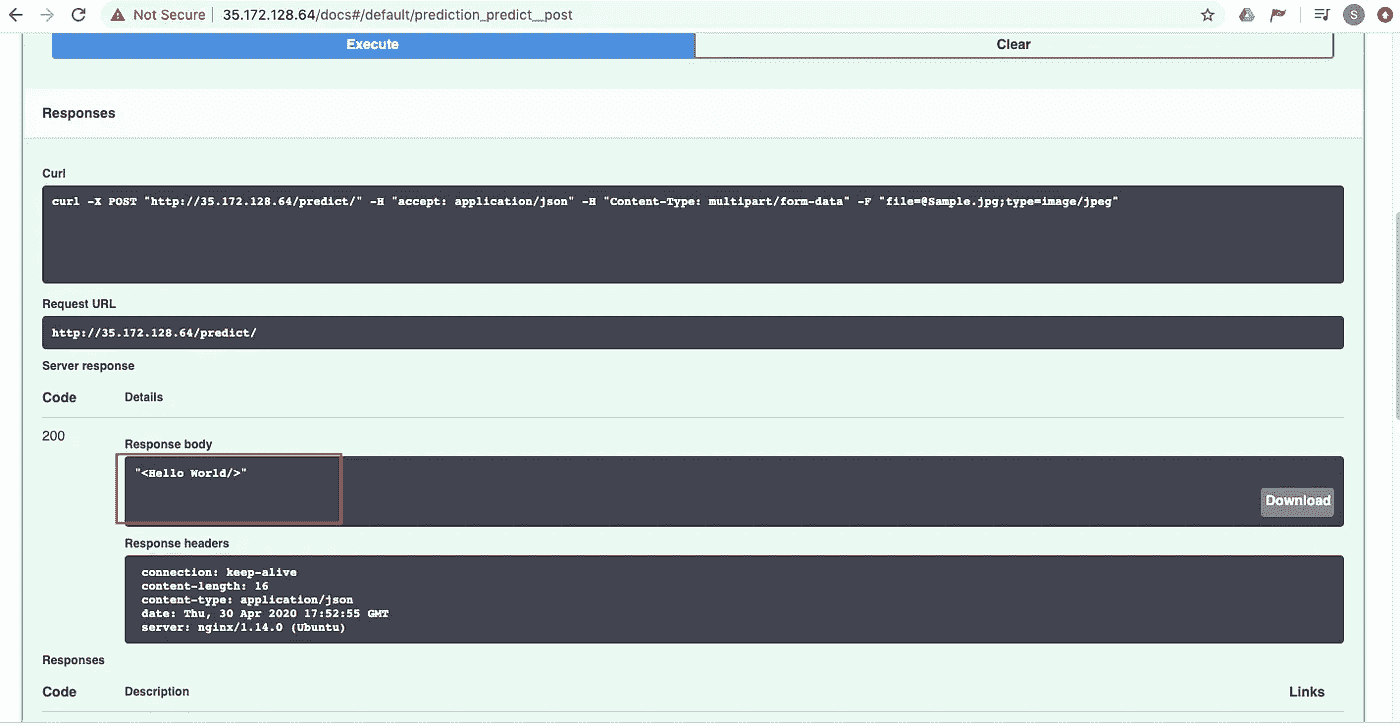 Not Secure 35.172.128.64/docs#/default/prediction_predict__post
S
Execute Clear
Responses
Curl
curl -X POST "http://35.172.128.64/predict/" -H "accept: application/json" -H "Content-Type: multipart/form-data" -F "file=@Sample.jpg;type=image/jpeg"
Request URL
http://35.172.128.64/predict/
Server response
Code Details
200
Response body
"<Hello World/>"
Download
Response headers
connection: keep-alive
content-length: 16
content-type: application/json
date: Thu, 30 Apr 2020 17:52:55 GMT
server: nginx/1.14.0 (Ubuntu)
Responses
Code Description Links